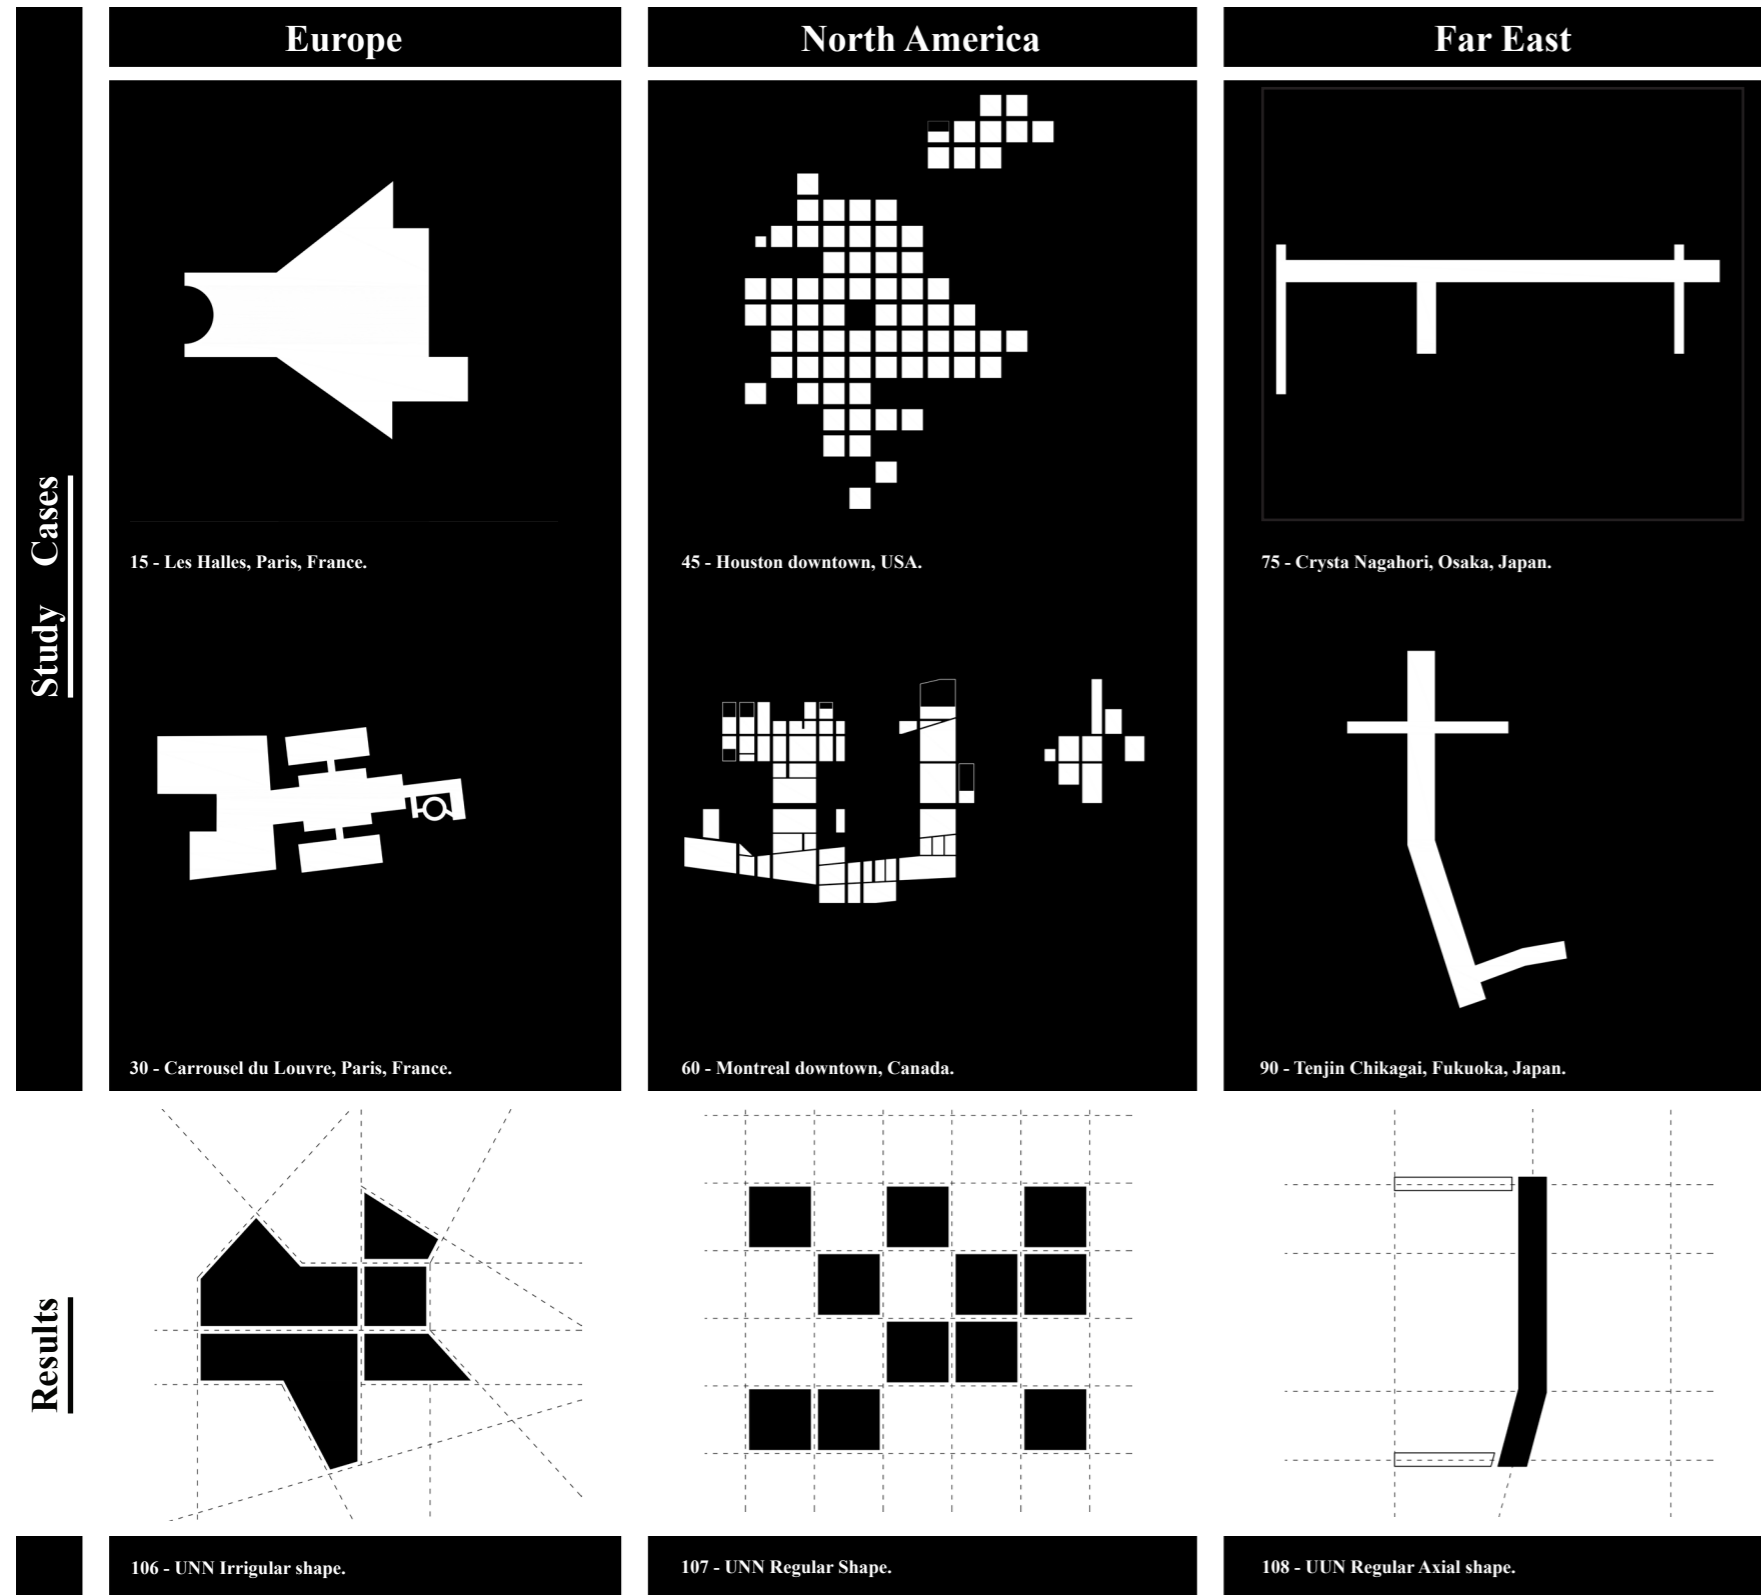 Europe
North America
Far East
Study Cases
15 - Les Halles, Paris, France.
45 - Houston downtown, USA.
75 - Crysta Nagahori, Osaka, Japan.
30 - Carrousel du Louvre, Paris, France.
60 - Montreal downtown, Canada.
90 - Tenjin Chikagai, Fukuoka, Japan.
Results
106 - UNN Irrigular shape.
107 - UNN Regular Shape.
108 - UUN Regular Axial shape.